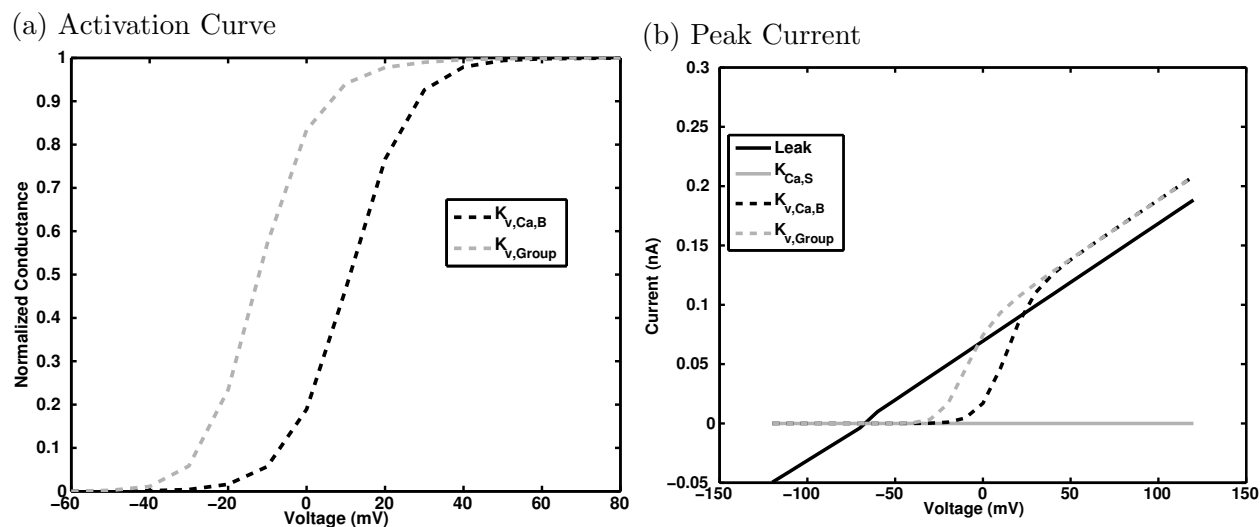 (a) Activation Curve
1
0.9
0.8
0.7
0.6
0.5
0.4
0.3
0.2
0.1
0
Normalized Conductance
K_v,Ca,B
K_v,Group
−60
−40
−20
0
20
40
60
80
Voltage (mV)
(b) Peak Current
0.3
0.25
0.2
0.15
0.1
0.05
0
−0.05
Current (nA)
Leak
K_Ca,S
K_v,Ca,B
K_v,Group
−150
−100
−50
0
50
100
150
Voltage (mV)